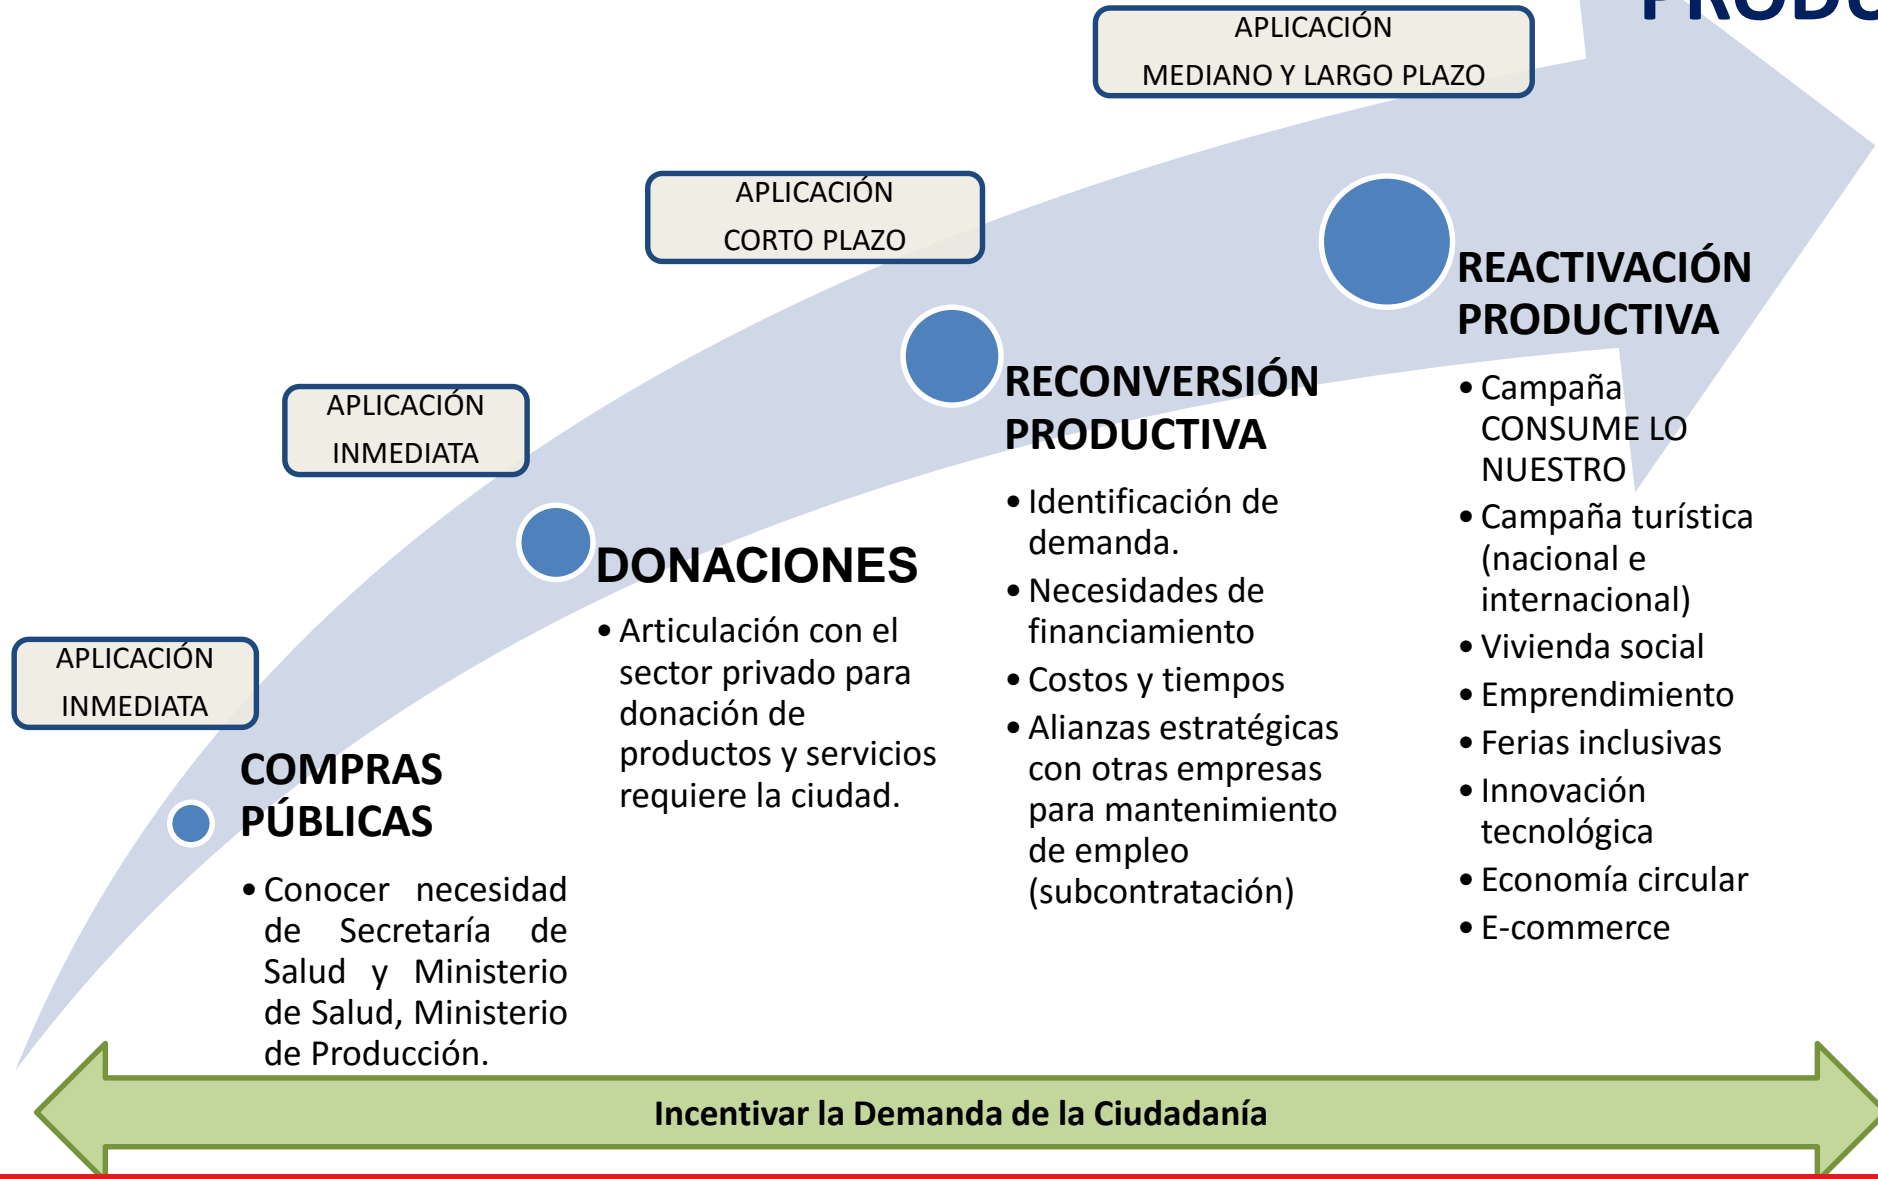 APLICACIÓN
MEDIANO Y LARGO PLAZO
APLICACIÓN
CORTO PLAZO
APLICACIÓN
INMEDIATA
APLICACIÓN
INMEDIATA
COMPRAS
PÚBLICAS
• Conocer necesidad
de Secretaría de
Salud y Ministerio
de Salud, Ministerio
de Producción.
DONACIONES
• Articulación con el
sector privado para
donación de
productos y servicios
requiere la ciudad.
RECONVERSIÓN
PRODUCTIVA
• Identificación de
demanda.
• Necesidades de
financiamiento
• Costos y tiempos
• Alianzas estratégicas
con otras empresas
para mantenimiento
de empleo
(subcontratación)
REACTIVACIÓN
PRODUCTIVA
• Campaña
CONSUME LO
NUESTRO
• Campaña turística
(nacional e
internacional)
• Vivienda social
• Emprendimiento
• Ferias inclusivas
• Innovación
tecnológica
• Economía circular
• E-commerce
Incentivar la Demanda de la Ciudadanía